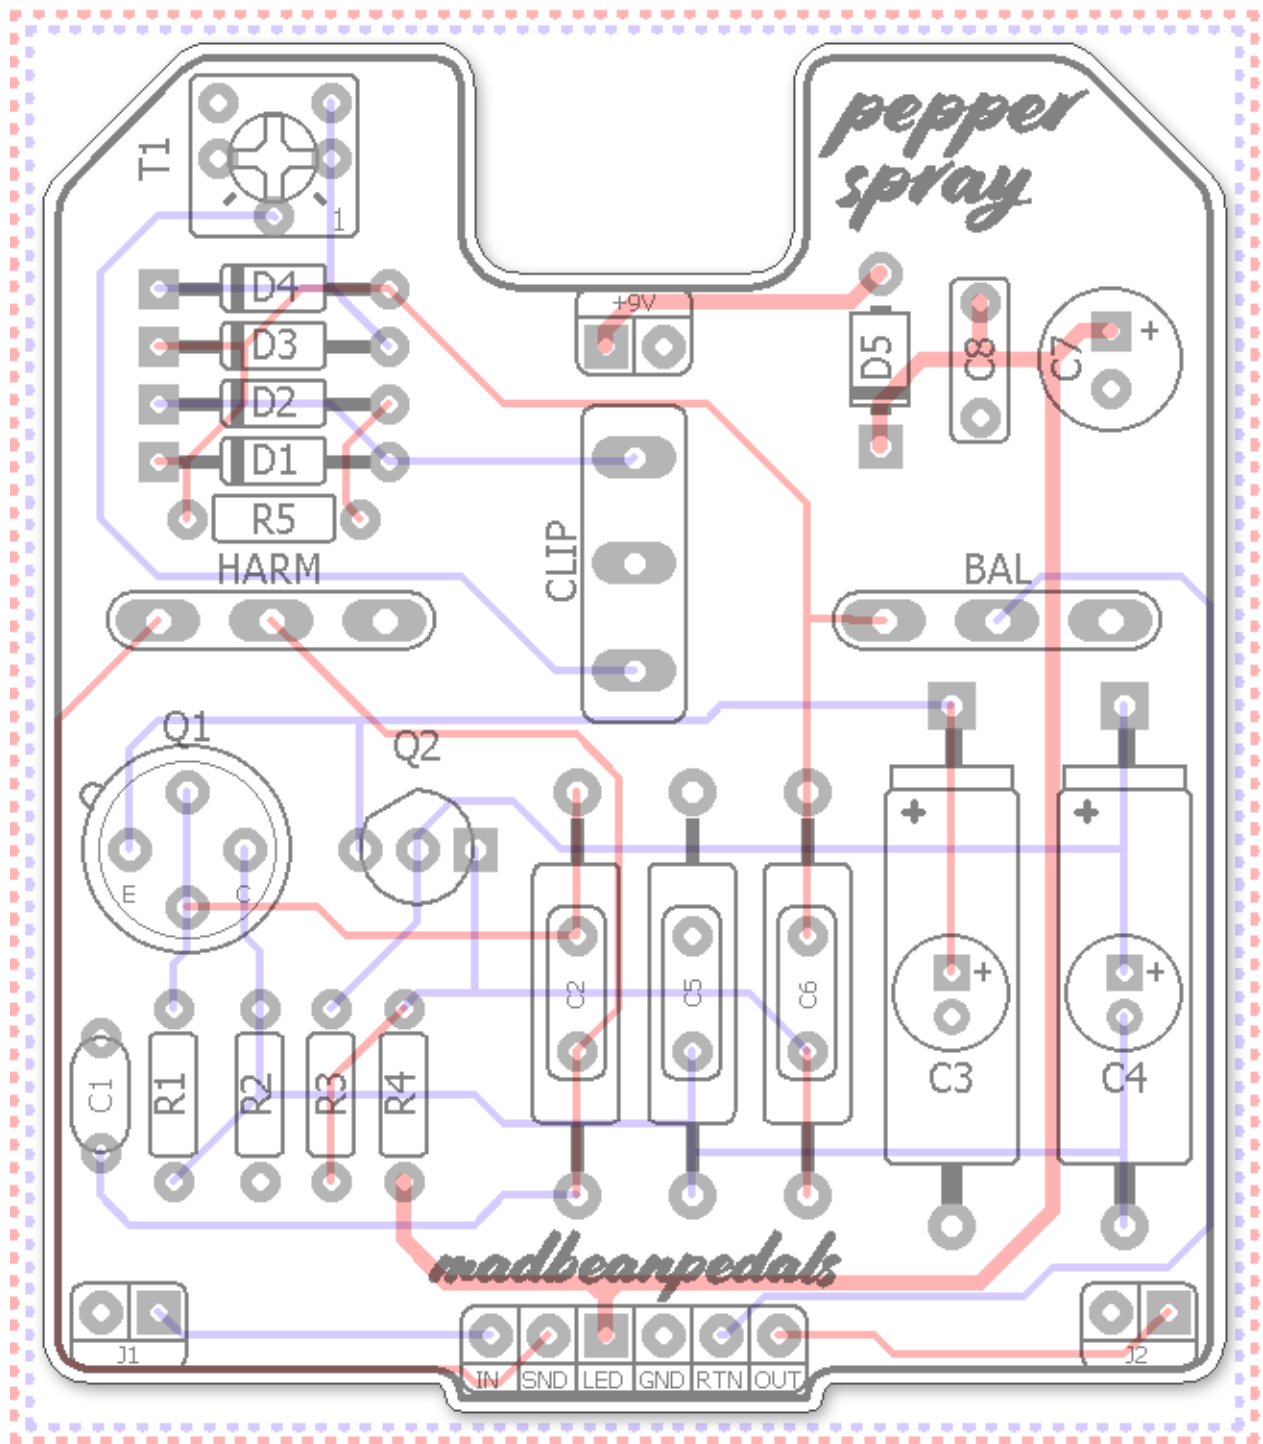 pepper
spray
T1
1
D4
+9V
D3
D5
C8
C7
+
D2
D1
R5
CLIP
HARM
BAL
Q1
Q2
+
+
E
C
C2
C5
C6
+
+
C1
R1
R2
R3
R4
C3
C4
madbeanpedals
J1
J2
IN
SND
LED
GND
RTN
OUT